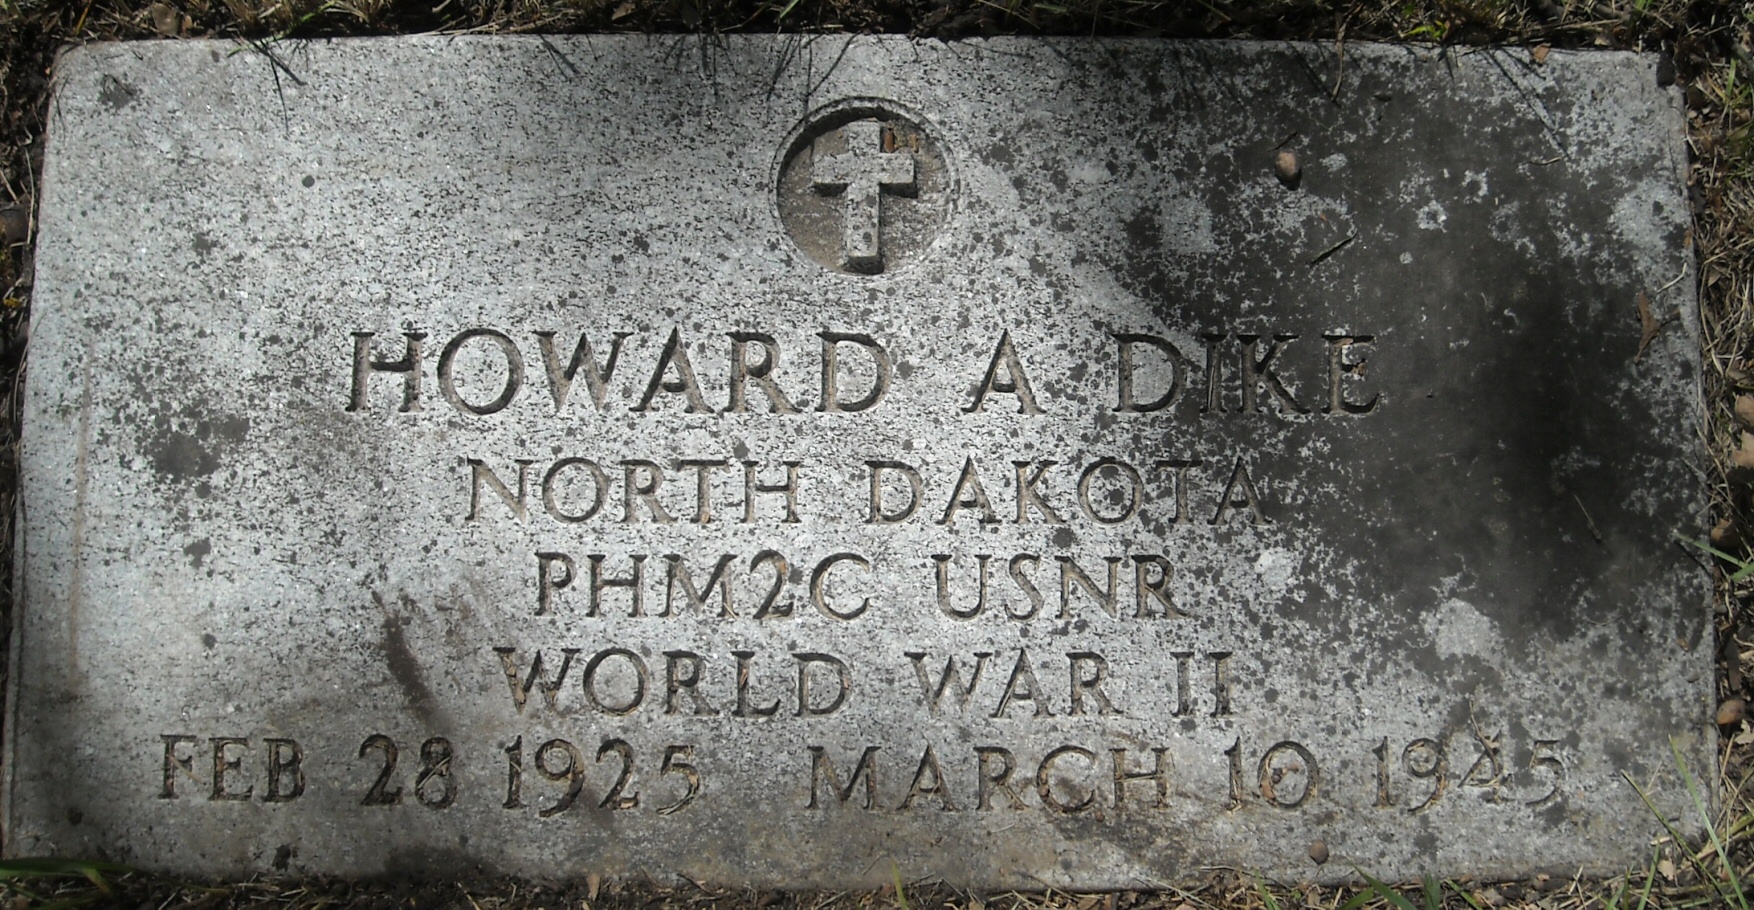 HOWARD A DIKE
NORTH DAKOTA
PHM2C USNR
WORLD WAR II
FEB 28 1925 MARCH 10 1945